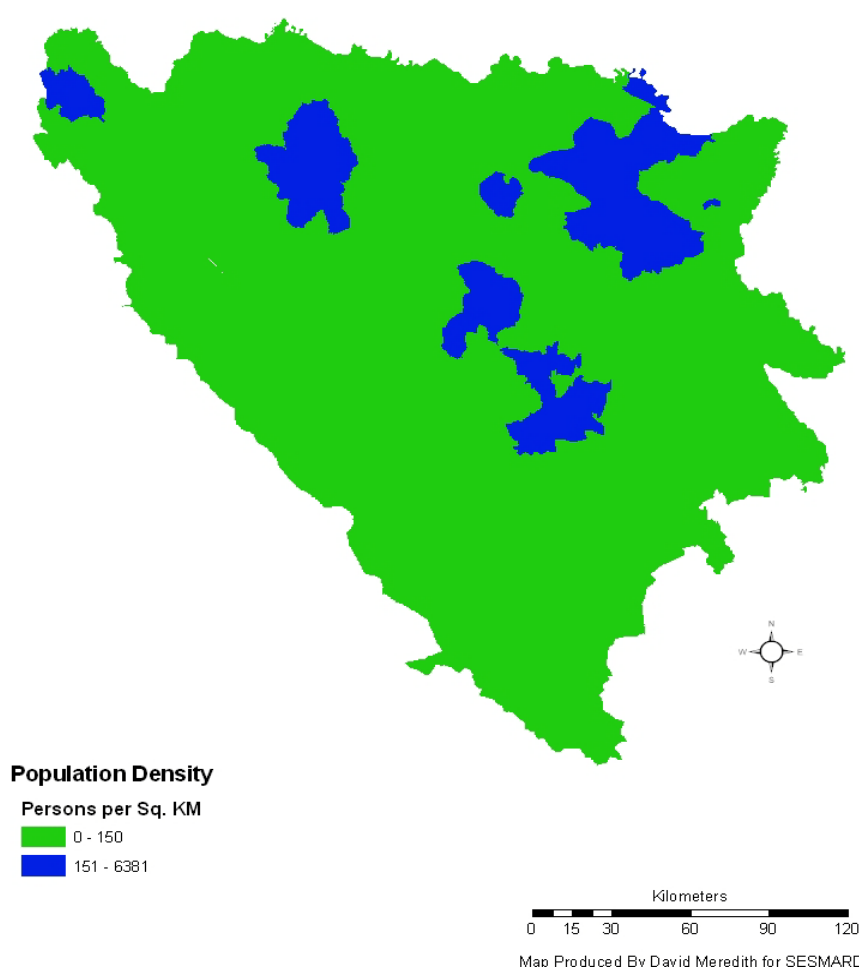 N
W E
S
Population Density
Persons per Sq. KM
0 - 150
151 - 6381
Kilometers
0 15 30 60 90 120
Map Produced By David Meredith for SESMARD